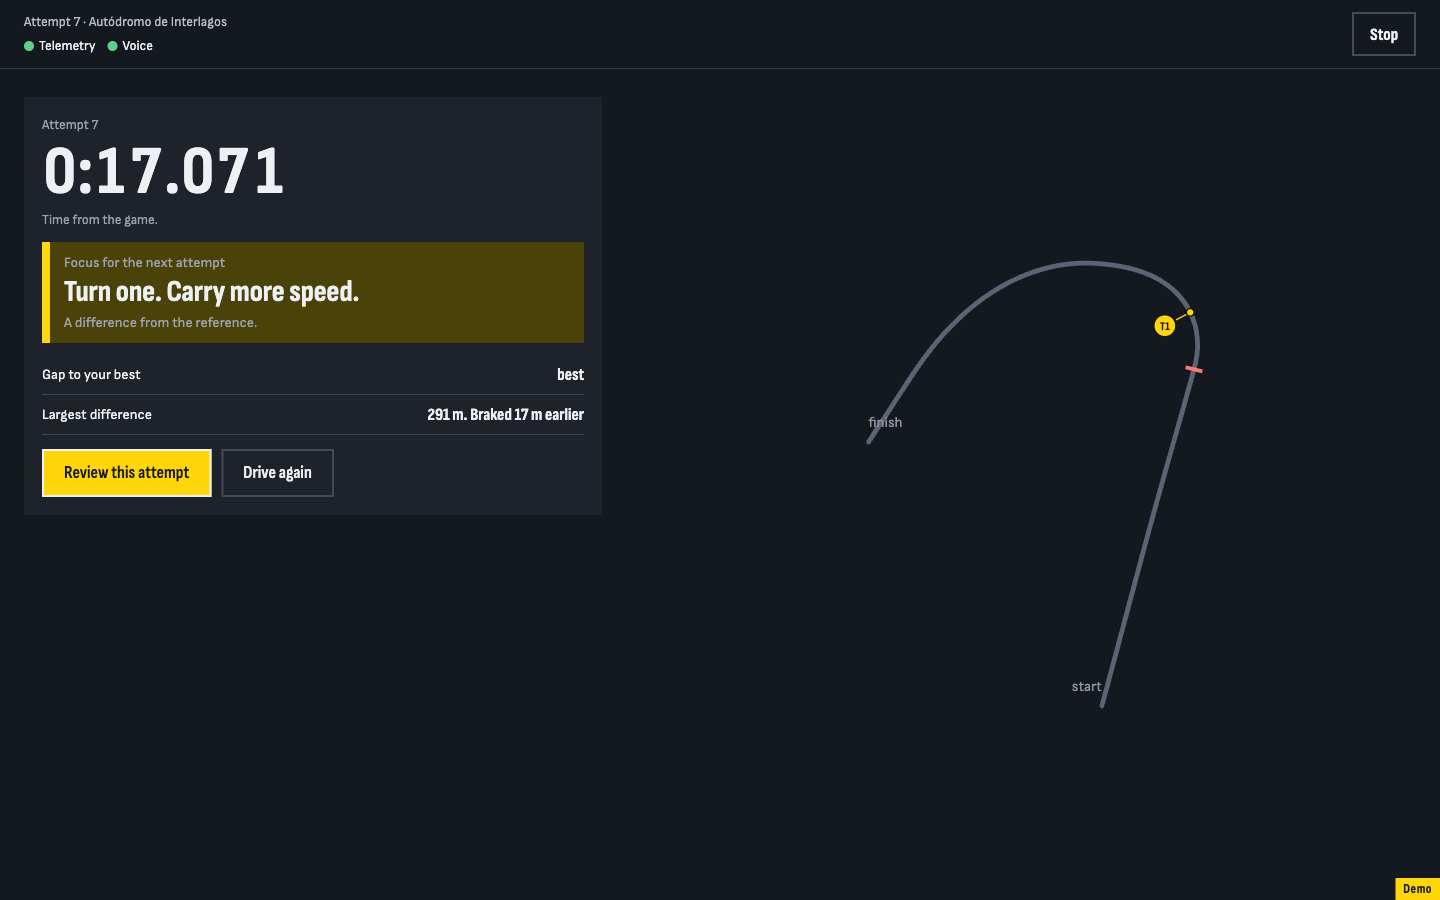 Attempt 7 · Autódromo de Interlagos
Telemetry Voice
Stop
Attempt 7
0:17.071
Time from the game.
Focus for the next attempt
Turn one. Carry more speed.
A difference from the reference.
Gap to your best best
Largest difference 291 m. Braked 17 m earlier
Review this attempt Drive again
T1
finish
start
Demo